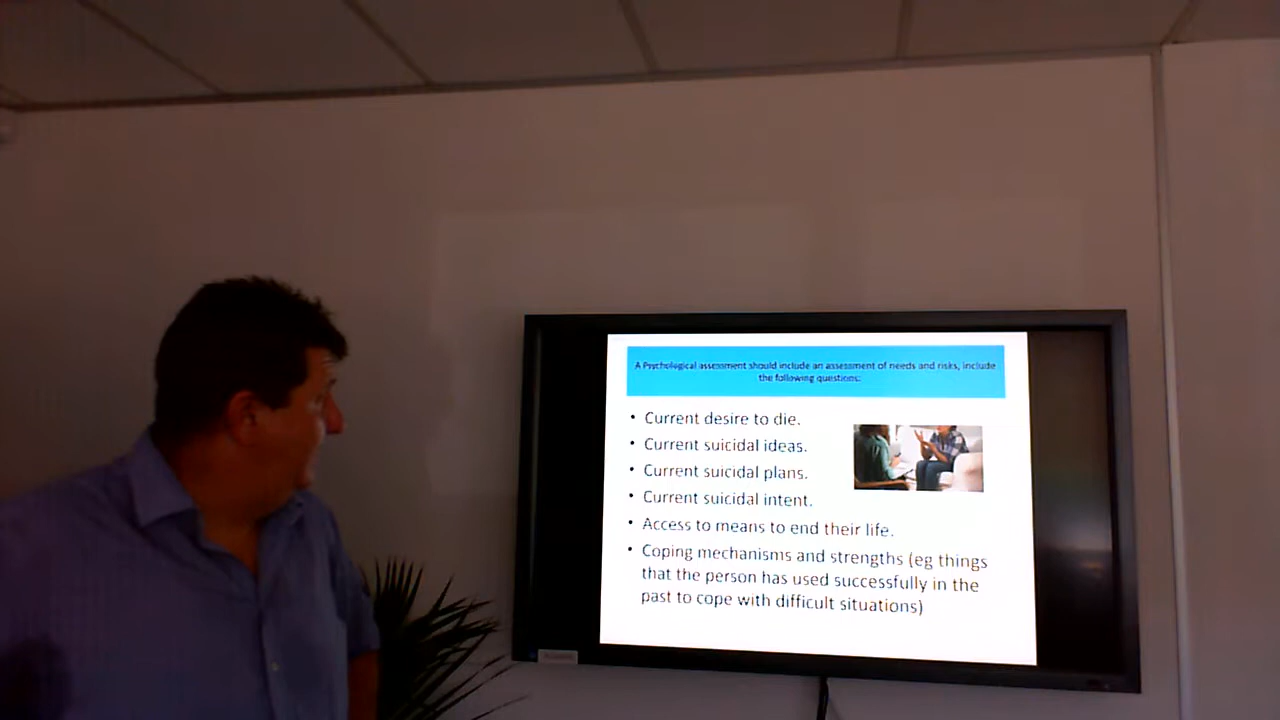 A Psychological assessment should include an assessment of needs and risks, include
the following questions:
• Current desire to die.
• Current suicidal ideas.
• Current suicidal plans.
• Current suicidal intent.
• Access to means to end their life.
• Coping mechanisms and strengths (eg things
that the person has used successfully in the
past to cope with difficult situations)